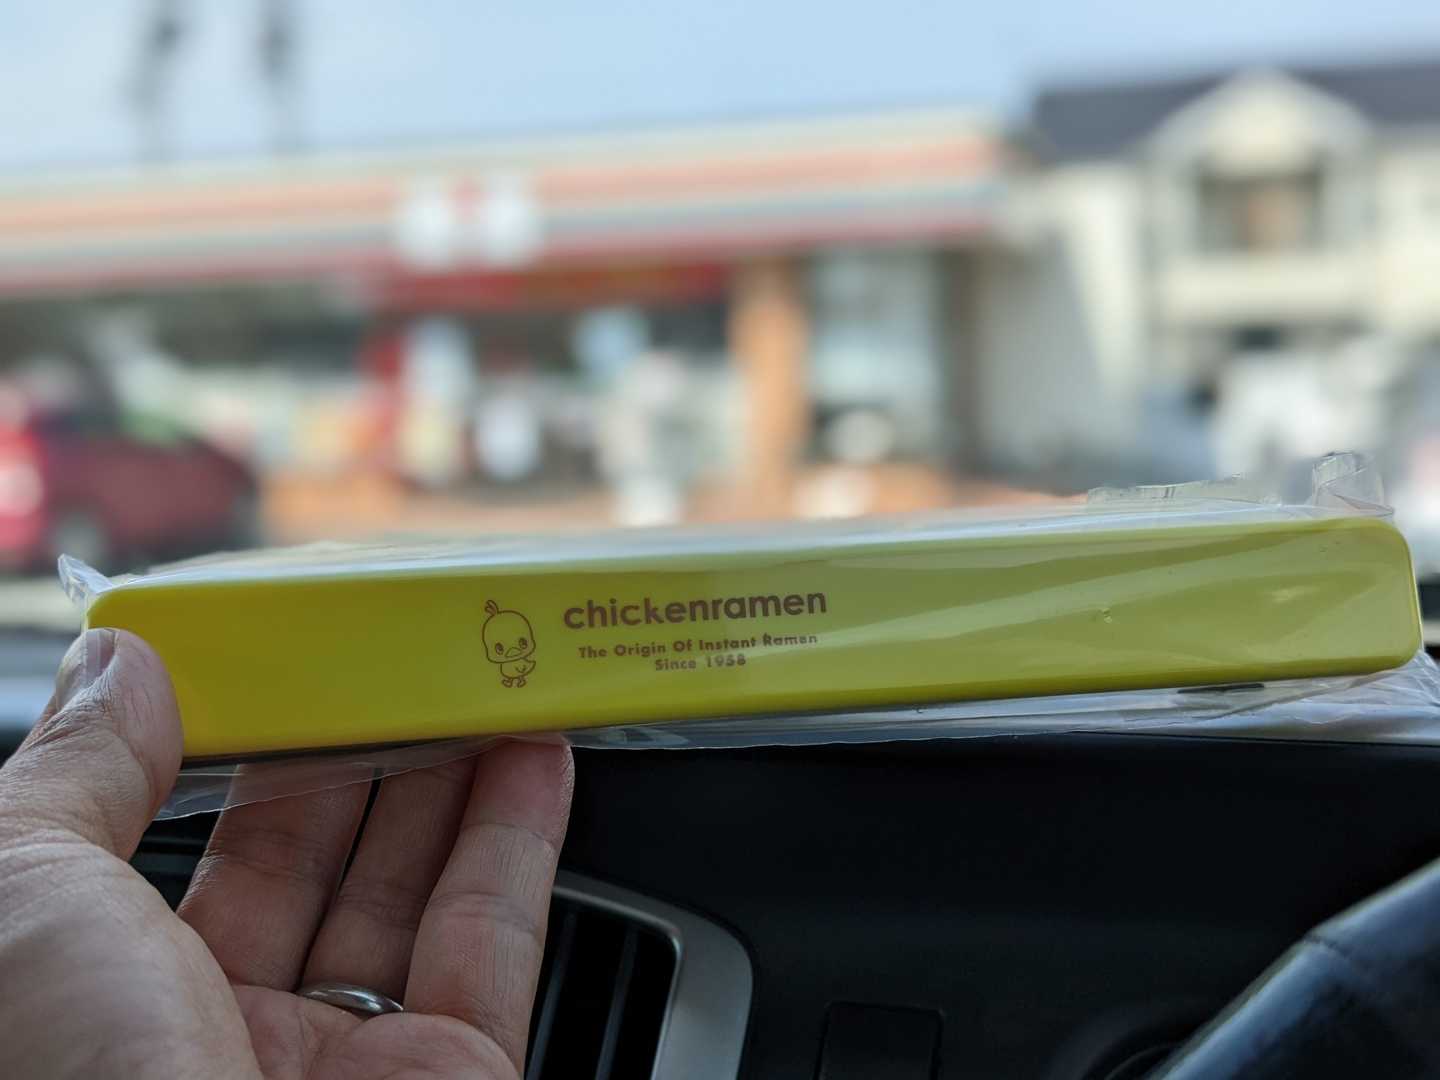 chickenramen
The Origin Of Instant Ramen
Since 1958